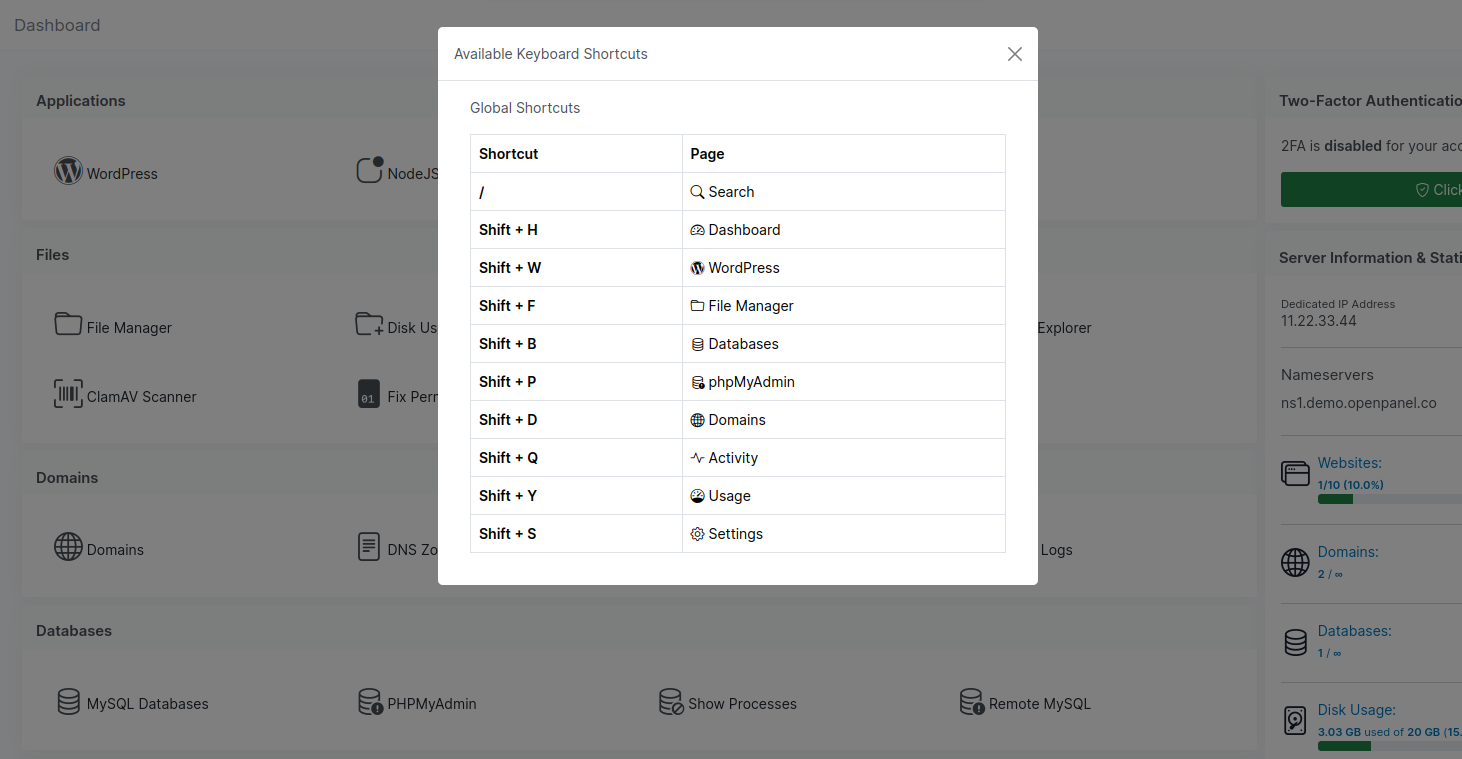 Dashboard
Available Keyboard Shortcuts
Global Shortcuts
Shortcut Page
/ Search
Shift + H Dashboard
Shift + W WordPress
Shift + F File Manager
Shift + B Databases
Shift + P phpMyAdmin
Shift + D Domains
Shift + Q Activity
Shift + Y Usage
Shift + S Settings
Applications
WordPress
NodeJS
Files
File Manager
Disk Us
Explorer
ClamAV Scanner
01
Fix Perr
Domains
Domains
DNS Zo
Logs
Databases
MySQL Databases
PHPMyAdmin
Show Processes
Remote MySQL
Two-Factor Authenticatio
2FA is disabled for your acc
Click
Server Information & Stati
Dedicated IP Address
11.22.33.44
Nameservers
ns1.demo.openpanel.co
Websites:
1/10 (10.0%)
Domains:
2 / ∞
Databases:
1 / ∞
Disk Usage:
3.03 GB used of 20 GB (15.